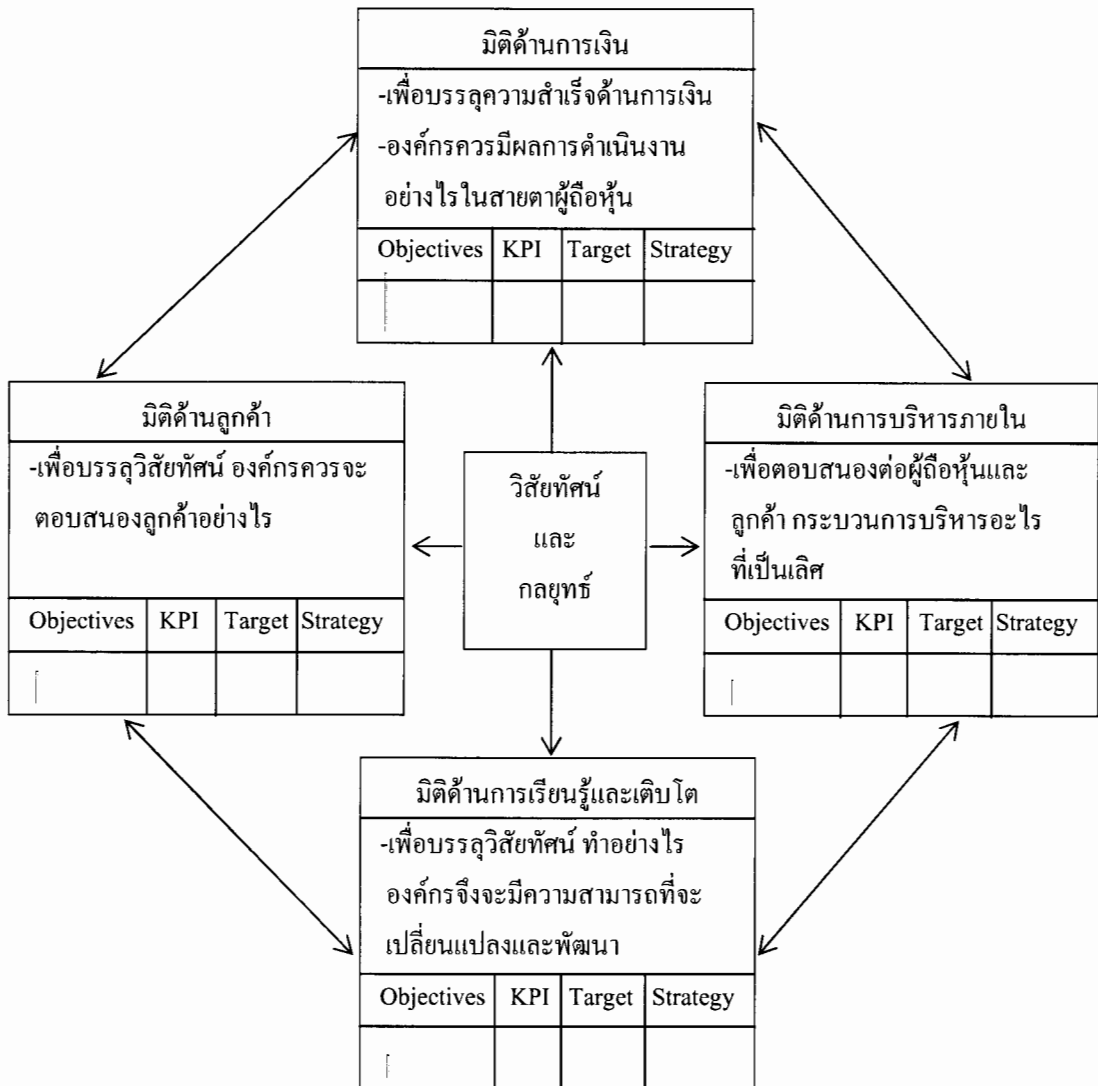 มิติด้านการเงิน
-เพื่อบรรลุความสำเร็จด้านการเงิน
-องค์กรควรมีผลการดำเนินงาน
อย่างไรในสายตาผู้ถือหุ้น
Objectives KPI Target Strategy
มิติด้านลูกค้า
-เพื่อบรรลุวิสัยทัศน์ องค์กรควรจะ
ตอบสนองลูกค้าอย่างไร
Objectives KPI Target Strategy
วิสัยทัศน์
และ
กลยุทธ์
มิติด้านการบริหารภายใน
-เพื่อตอบสนองต่อผู้ถือหุ้นและ
ลูกค้า กระบวนการบริหารอะไร
ที่เป็นเลิศ
Objectives KPI Target Strategy
มิติด้านการเรียนรู้และเติบโต
-เพื่อบรรลุวิสัยทัศน์ ทำอย่างไร
องค์กรจึงจะมีความสามารถที่จะ
เปลี่ยนแปลงและพัฒนา
Objectives KPI Target Strategy